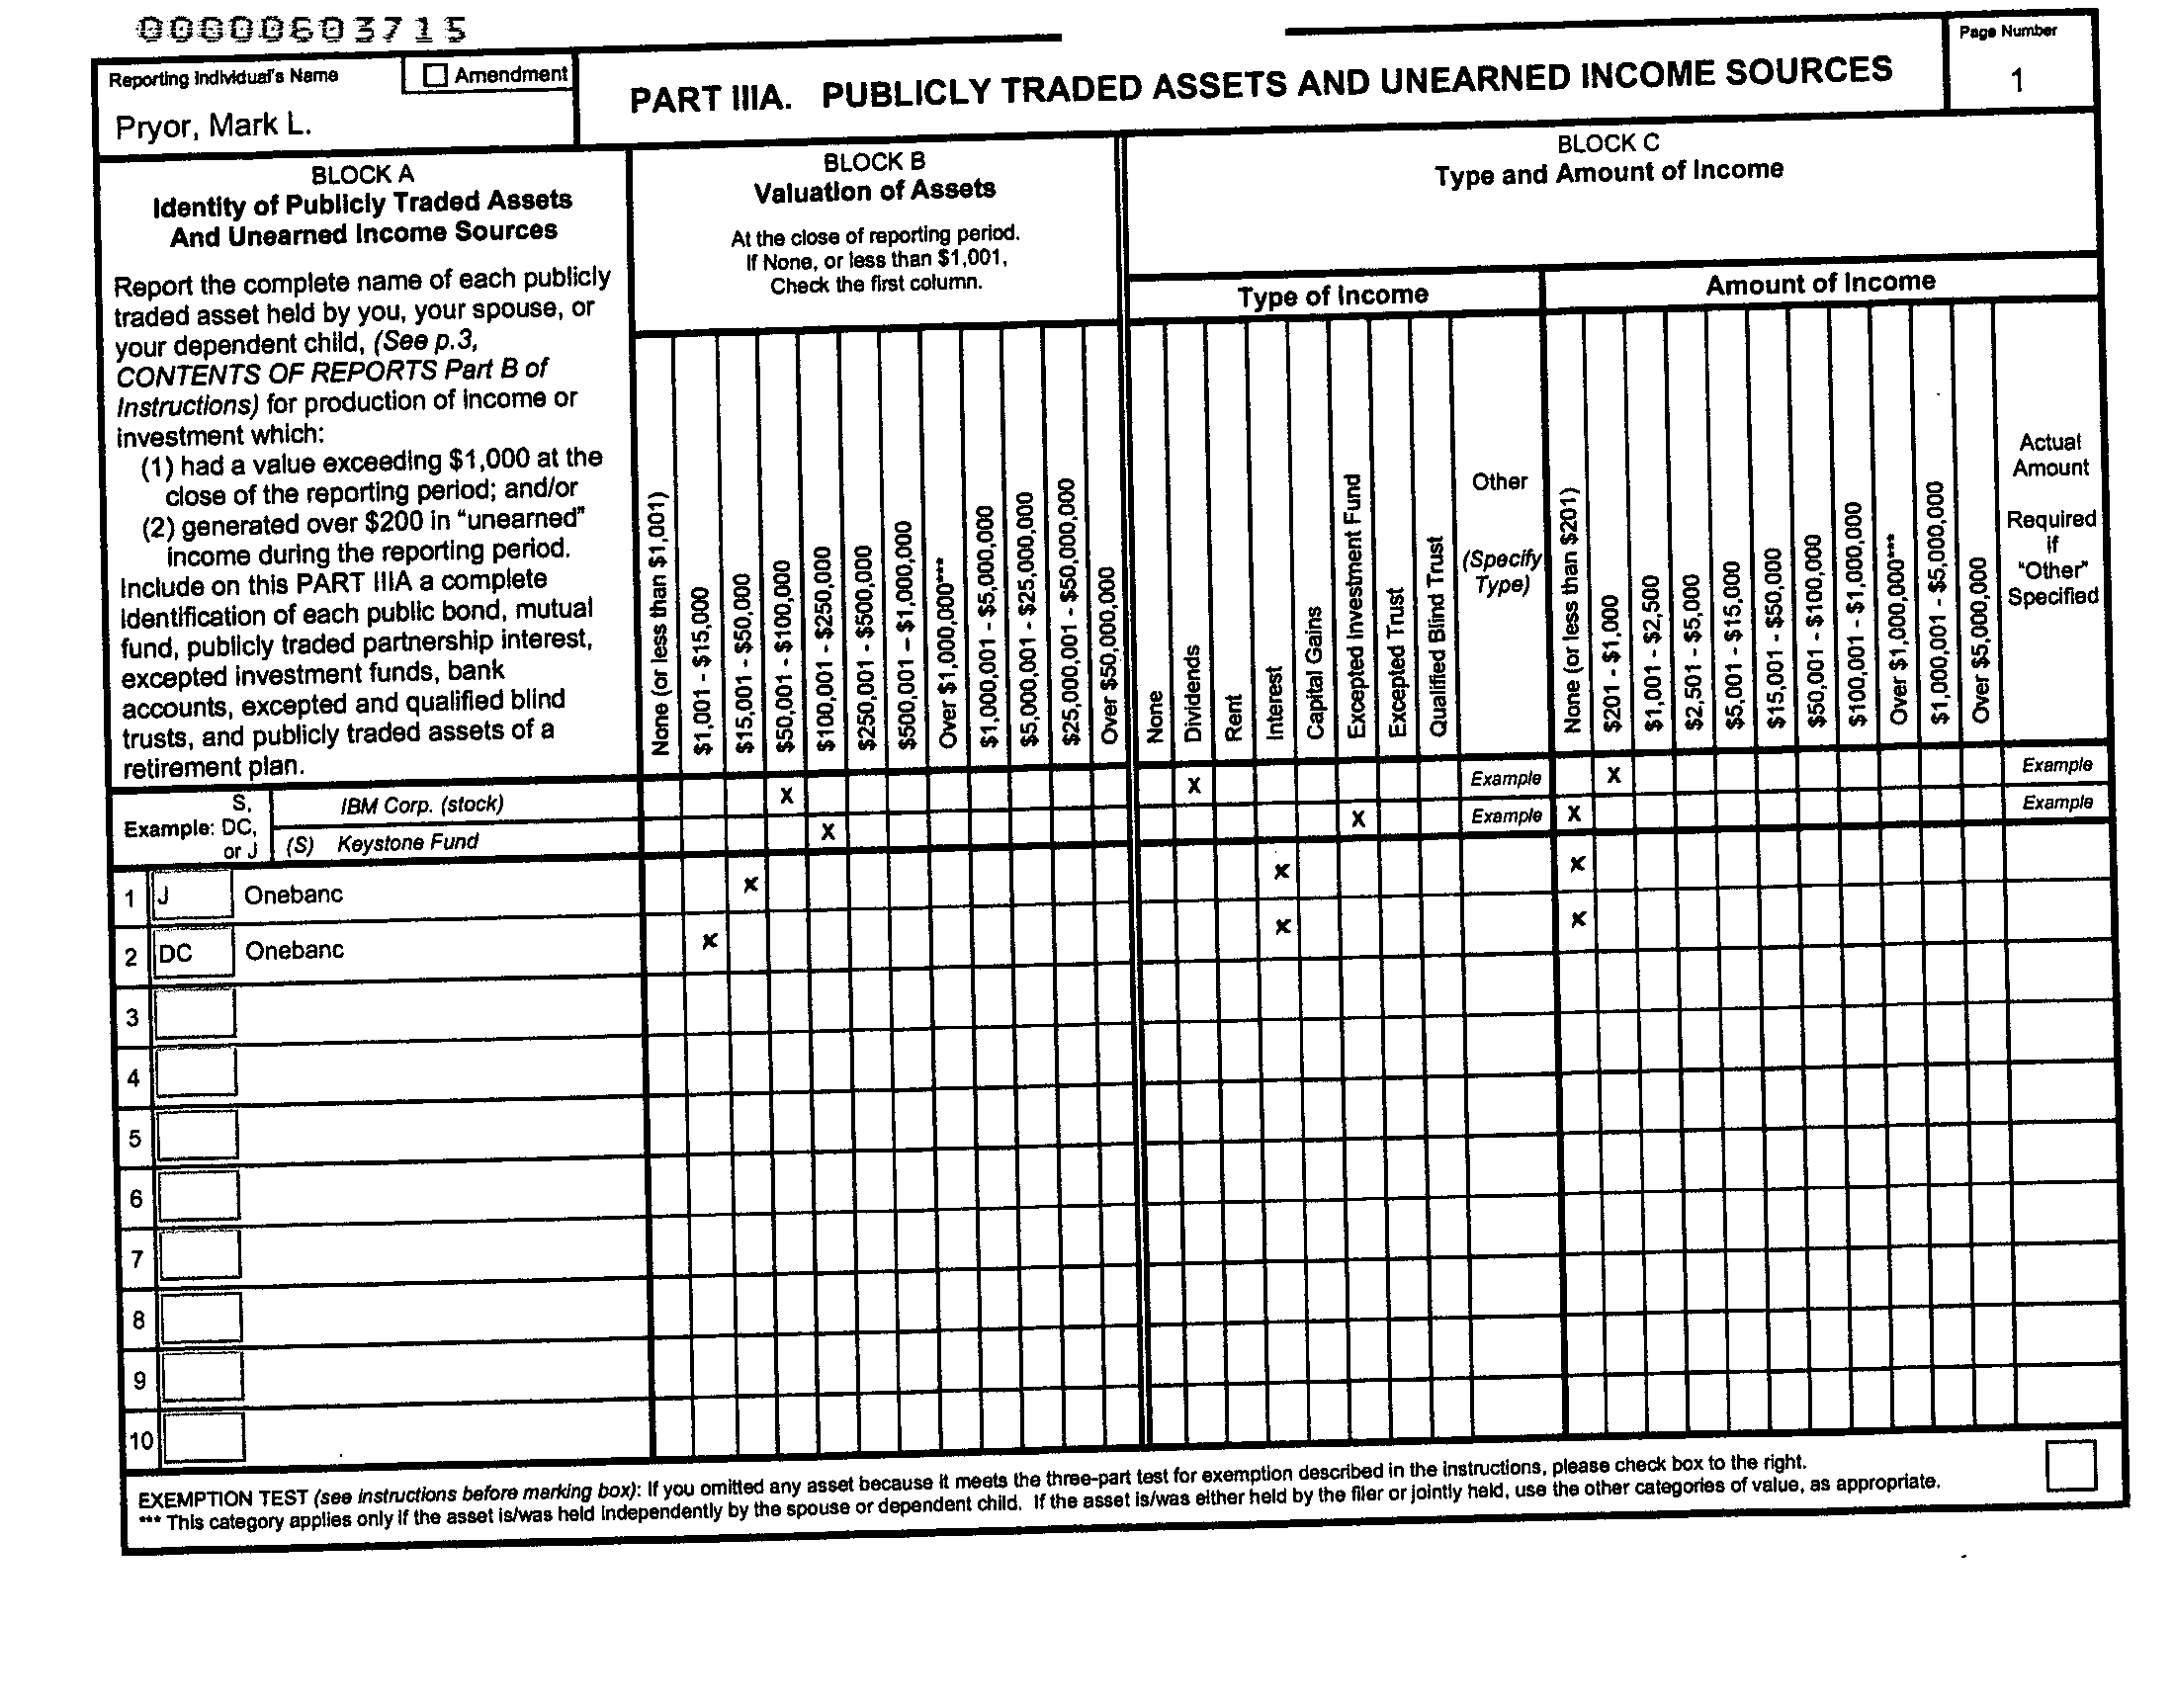 00000603715
Reporting Individual's Name
☐ Amendment
Pryor, Mark L.
PART IIIA. PUBLICLY TRADED ASSETS AND UNEARNED INCOME SOURCES
Page Number
1
BLOCK A
Identity of Publicly Traded Assets
And Unearned Income Sources
Report the complete name of each publicly
traded asset held by you, your spouse, or
your dependent child, (See p.3,
CONTENTS OF REPORTS Part B of
Instructions) for production of income or
investment which:
(1) had a value exceeding $1,000 at the
close of the reporting period; and/or
(2) generated over $200 in "unearned"
income during the reporting period.
Include on this PART IIIA a complete
identification of each public bond, mutual
fund, publicly traded partnership interest,
excepted investment funds, bank
accounts, excepted and qualified blind
trusts, and publicly traded assets of a
retirement plan.
BLOCK B
Valuation of Assets
At the close of reporting period.
If None, or less than $1,001,
Check the first column.
None (or less than $1,001)
$1,001 - $15,000
$15,001 - $50,000
$50,001 - $100,000
$100,001 - $250,000
$250,001 - $500,000
$500,001 – $1,000,000
Over $1,000,000***
$1,000,001 - $5,000,000
$5,000,001 - $25,000,000
$25,000,001 - $50,000,000
Over $50,000,000
BLOCK C
Type and Amount of Income
Type of Income
None
Dividends
Rent
Interest
Capital Gains
Excepted Investment Fund
Excepted Trust
Qualified Blind Trust
Other
(Specify
Type)
Amount of Income
None (or less than $201)
$201 - $1,000
$1,001 - $2,500
$2,501 - $5,000
$5,001 - $15,000
$15,001 - $50,000
$50,001 - $100,000
$100,001 - $1,000,000
Over $1,000,000***
$1,000,001 - $5,000,000
Over $5,000,000
Actual
Amount
Required
if
"Other"
Specified
Example: S,
DC,
or J
IBM Corp. (stock) X X Example X Example
(S) Keystone Fund X X Example X Example
1 J Onebanc x x x
2 DC Onebanc x x x
3
4
5
6
7
8
9
10
EXEMPTION TEST (see instructions before marking box): If you omitted any asset because it meets the three-part test for exemption described in the instructions, please check box to the right.
*** This category applies only if the asset is/was held independently by the spouse or dependent child. If the asset is/was either held by the filer or jointly held, use the other categories of value, as appropriate.